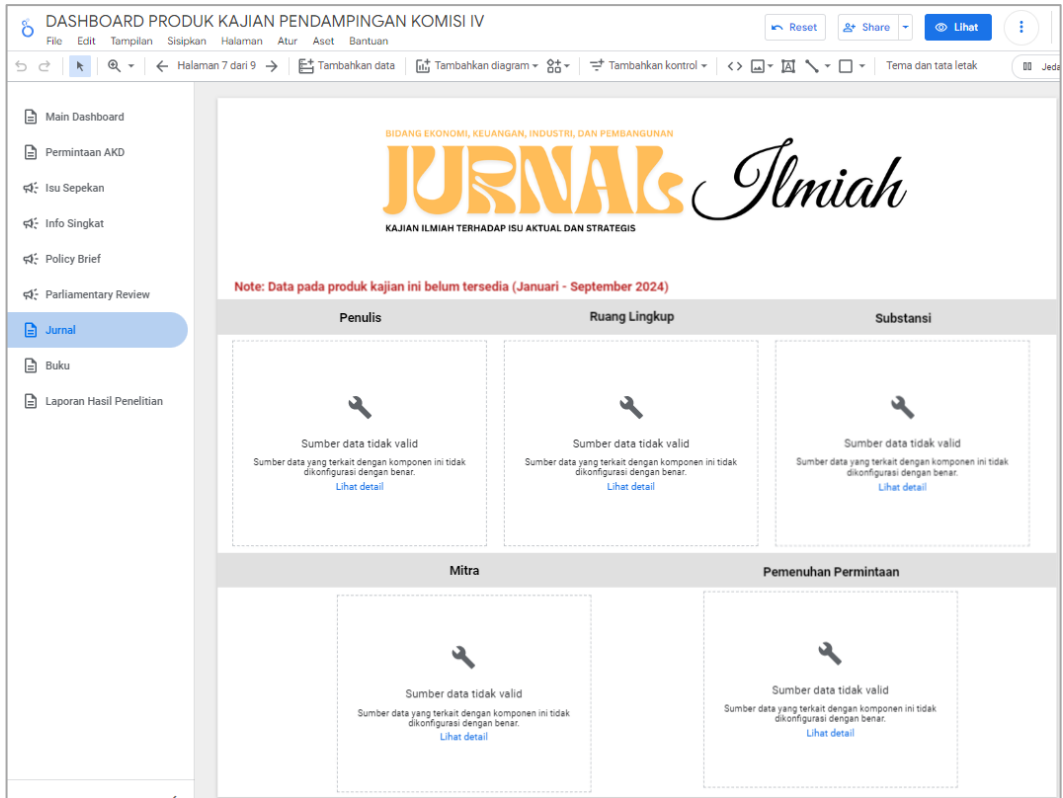 DASHBOARD PRODUK KAJIAN PENDAMPINGAN KOMISI IV
File Edit Tampilan Sisipkan Halaman Atur Aset Bantuan
Reset Share Lihat
Halaman 7 dari 9 Tambahkan data Tambahkan diagram Tambahkan kontrol Tema dan tata letak Jeda
Main Dashboard
Permintaan AKD
Isu Sepekan
Info Singkat
Policy Brief
Parliamentary Review
Jurnal
Buku
Laporan Hasil Penelitian
BIDANG EKONOMI, KEUANGAN, INDUSTRI, DAN PEMBANGUNAN
JURNAL Ilmiah
KAJIAN ILMIAH TERHADAP ISU AKTUAL DAN STRATEGIS
Note: Data pada produk kajian ini belum tersedia (Januari - September 2024)
Penulis Ruang Lingkup Substansi
Sumber data tidak valid
Sumber data yang terkait dengan komponen ini tidak
dikonfigurasi dengan benar.
Lihat detail
Sumber data tidak valid
Sumber data yang terkait dengan komponen ini tidak
dikonfigurasi dengan benar.
Lihat detail
Sumber data tidak valid
Sumber data yang terkait dengan komponen ini tidak
dikonfigurasi dengan benar.
Lihat detail
Mitra Pemenuhan Permintaan
Sumber data tidak valid
Sumber data yang terkait dengan komponen ini tidak
dikonfigurasi dengan benar.
Lihat detail
Sumber data tidak valid
Sumber data yang terkait dengan komponen ini tidak
dikonfigurasi dengan benar.
Lihat detail